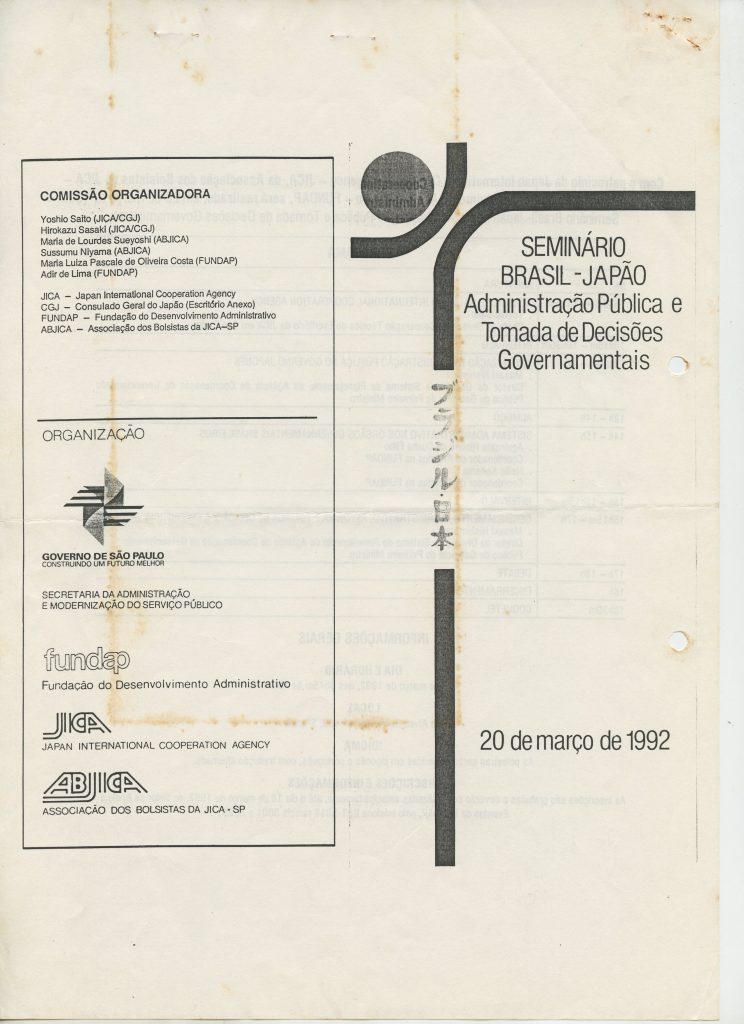 COMISSÃO ORGANIZADORA
Yoshio Saito (JICA/CGJ)
Hirokazu Sasaki (JICA/CGJ)
Maria de Lourdes Sueyoshi (ABJICA)
Sussumu Niyama (ABJICA)
Maria Luiza Pascale de Oliveira Costa (FUNDAP)
Adir de Lima (FUNDAP)
JICA – Japan International Cooperation Agency
CGJ – Consulado Geral do Japão (Escritório Anexo)
FUNDAP – Fundação do Desenvolvimento Administrativo
ABJICA – Associação dos Bolsistas da JICA–SP
ORGANIZAÇÃO
GOVERNO DE SÃO PAULO
CONSTRUINDO UM FUTURO MELHOR
SECRETARIA DA ADMINISTRAÇÃO
E MODERNIZAÇÃO DO SERVIÇO PÚBLICO
fundap
Fundação do Desenvolvimento Administrativo
JICA
JAPAN INTERNATIONAL COOPERATION AGENCY
ABJICA
ASSOCIAÇÃO DOS BOLSISTAS DA JICA - SP
SEMINÁRIO
BRASIL - JAPÃO
Administração Pública e
Tomada de Decisões
Governamentais
ブラジル・日本
20 de março de 1992